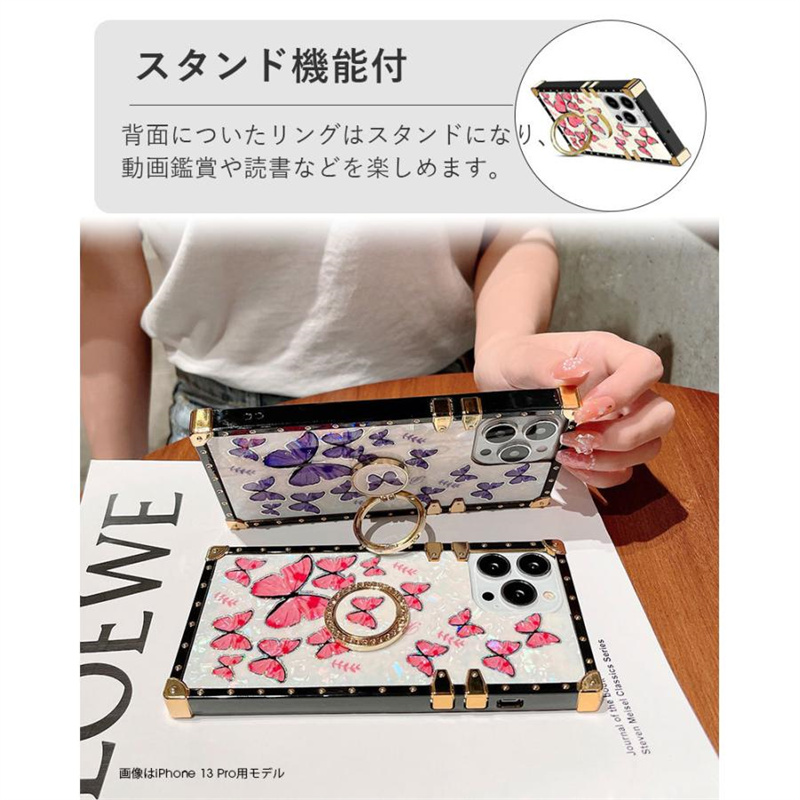 スタンド機能付
背面についたリングはスタンドになり、
動画鑑賞や読書などを楽しめます。
LOEWE
Journal of the book
Steven Meisel Classics Series
画像はiPhone 13 Pro用モデル